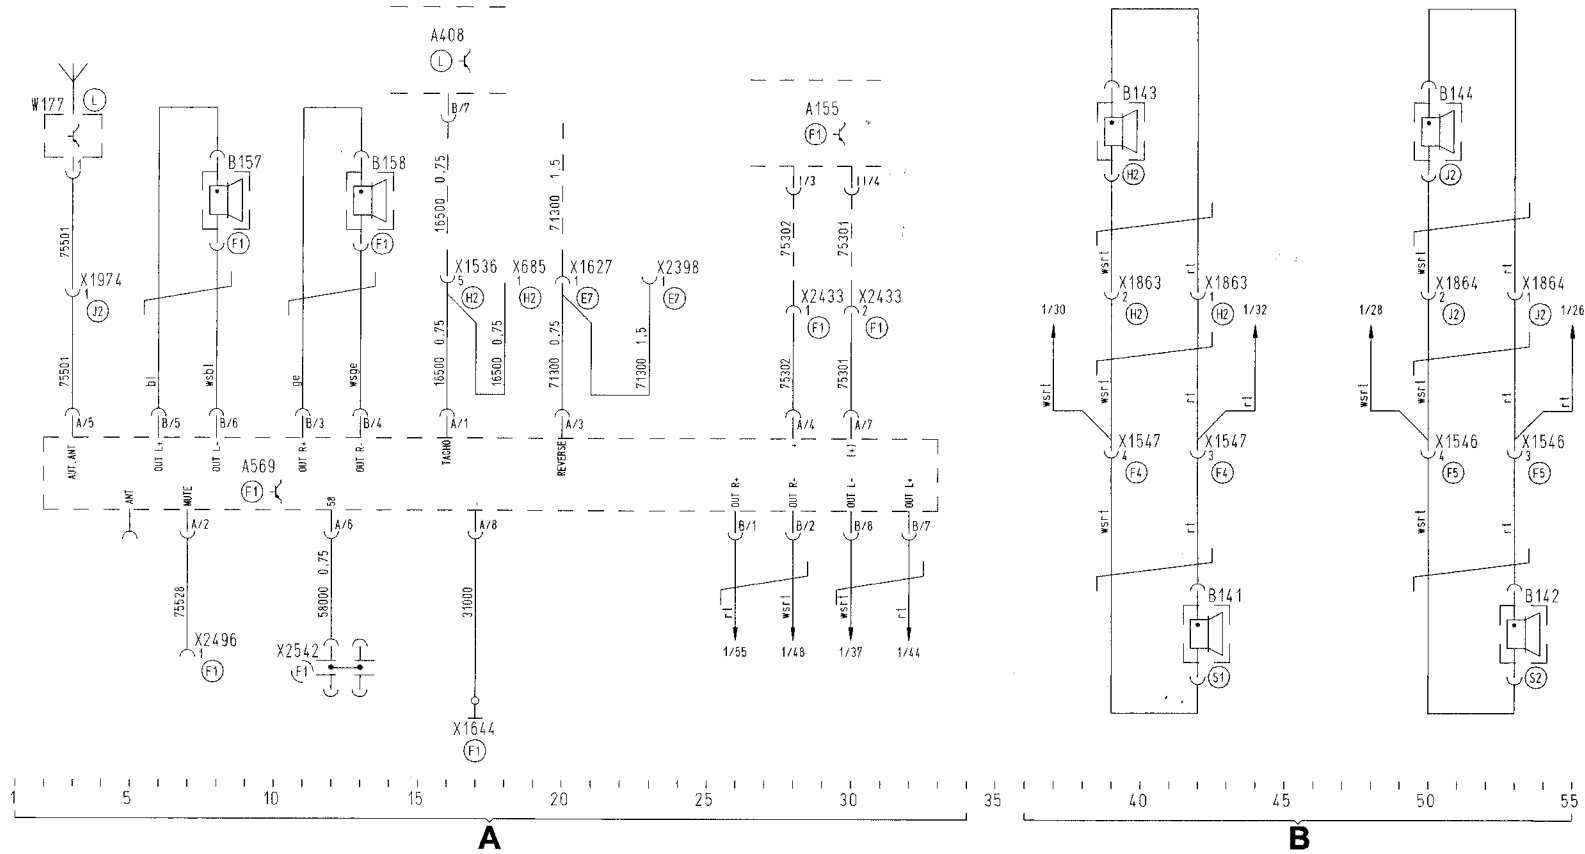 A408
L
W177
L
B/7
A155
F1
B143
H2
B144
J2
1
B157
F1
B158
F1
16500 0,75
71300 1,5
1/3
11/4
75302
75301
75501
X1974
1
J2
X1536
5
H2
X685
1
H2
X1627
1
E7
X2398
1
E7
X2433
1
F1
X2433
2
F1
wsrt
rt
wsrt
rt
X1863
2
H2
X1863
1
H2
X1864
2
J2
X1864
1
J2
1/30
1/32
1/28
1/26
75501
bl
wsbl
ge
wsge
16500 0,75
16500 0,75
71300 0,75
71300 1,5
75302
75301
wsrt
wsrt
rt
rt
wsrt
wsrt
rt
rt
A/5
B/5
B/6
B/3
B/4
A/1
A/3
A/4
A/7
X1547
4
F4
X1547
3
F4
X1546
4
F5
X1546
3
F5
AUT.ANT
OUT L+
OUT L-
OUT R+
OUT R-
TACHO
REVERSE
+
(+)
A569
F1
ANT
MUTE
58
-
OUT R+
OUT R-
OUT L-
OUT L+
A/2
A/6
A/8
B/1
B/2
B/8
B/7
wsrt
rt
wsrt
rt
75528
58000 0,75
31000
rt
wsrt
wsrt
rt
B141
S1
B142
S2
X2496
1
F1
X2542
F1
1/55
1/48
1/37
1/44
X1644
F1
1 5 10 15 20 25 30 35 40 45 50 55
A B